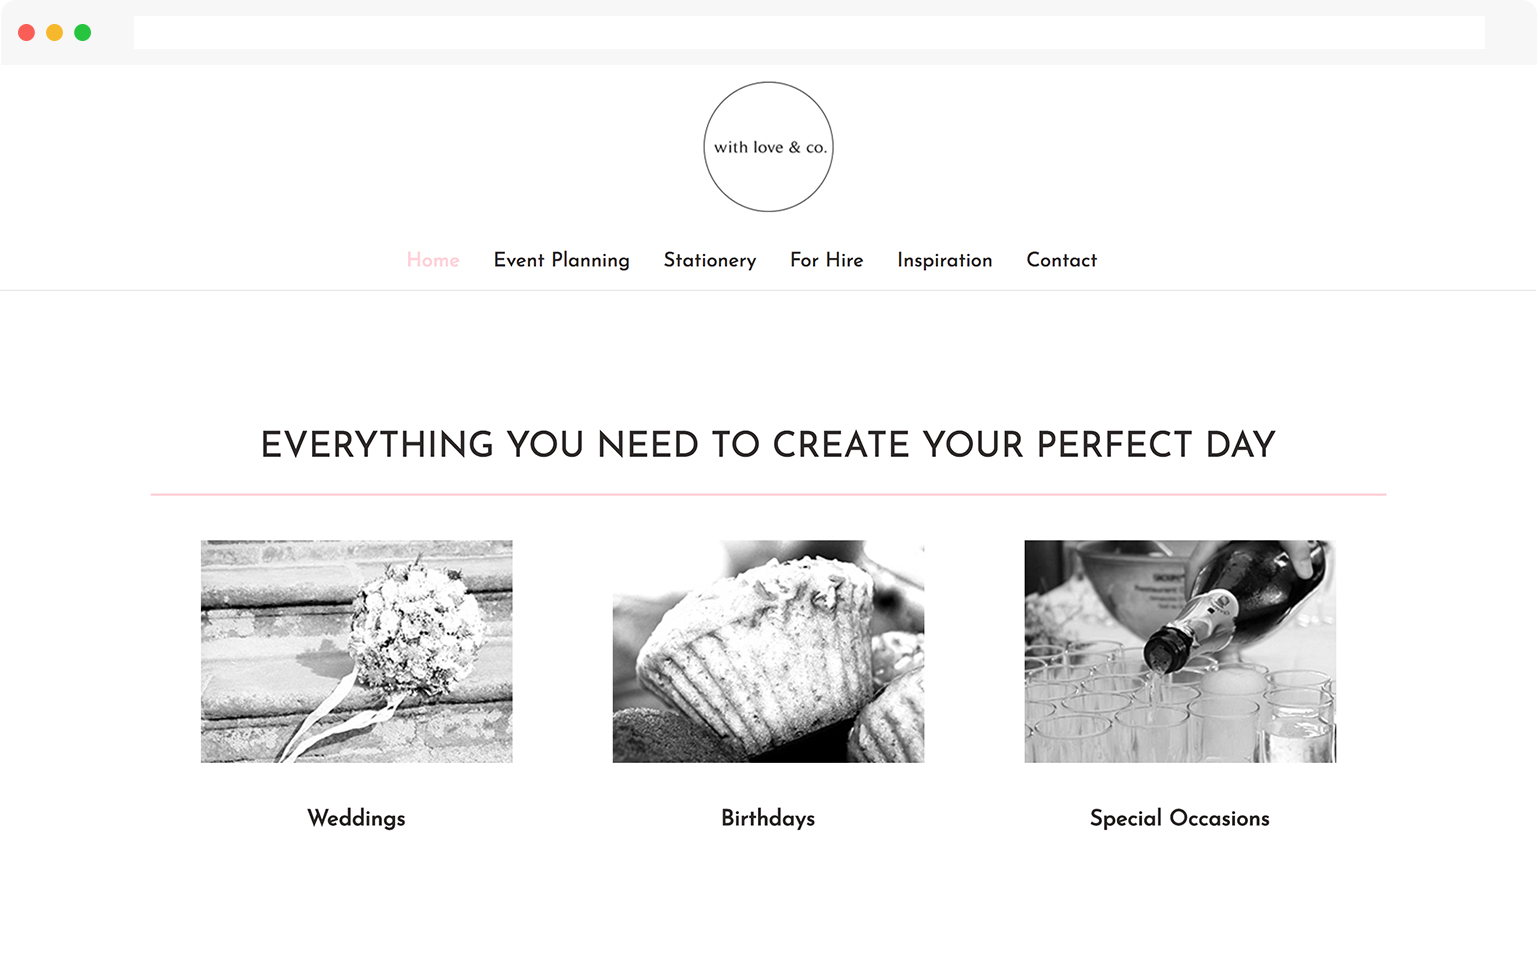 with love & co.
Home Event Planning Stationery For Hire Inspiration Contact
EVERYTHING YOU NEED TO CREATE YOUR PERFECT DAY
Weddings Birthdays Special Occasions